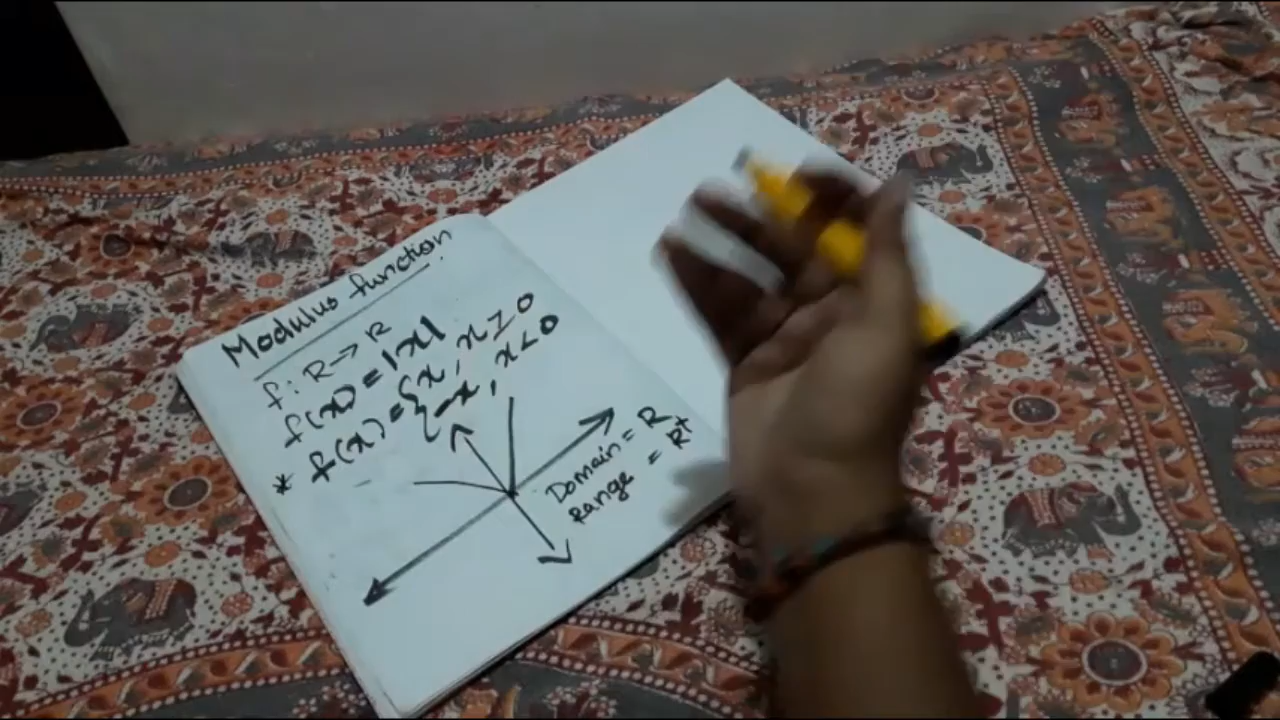 Modulus function.
f: R → R
f(x) = |x|
* f(x) = { x, x ≥ 0
{ -x, x < 0
Domain = R
Range = R⁺